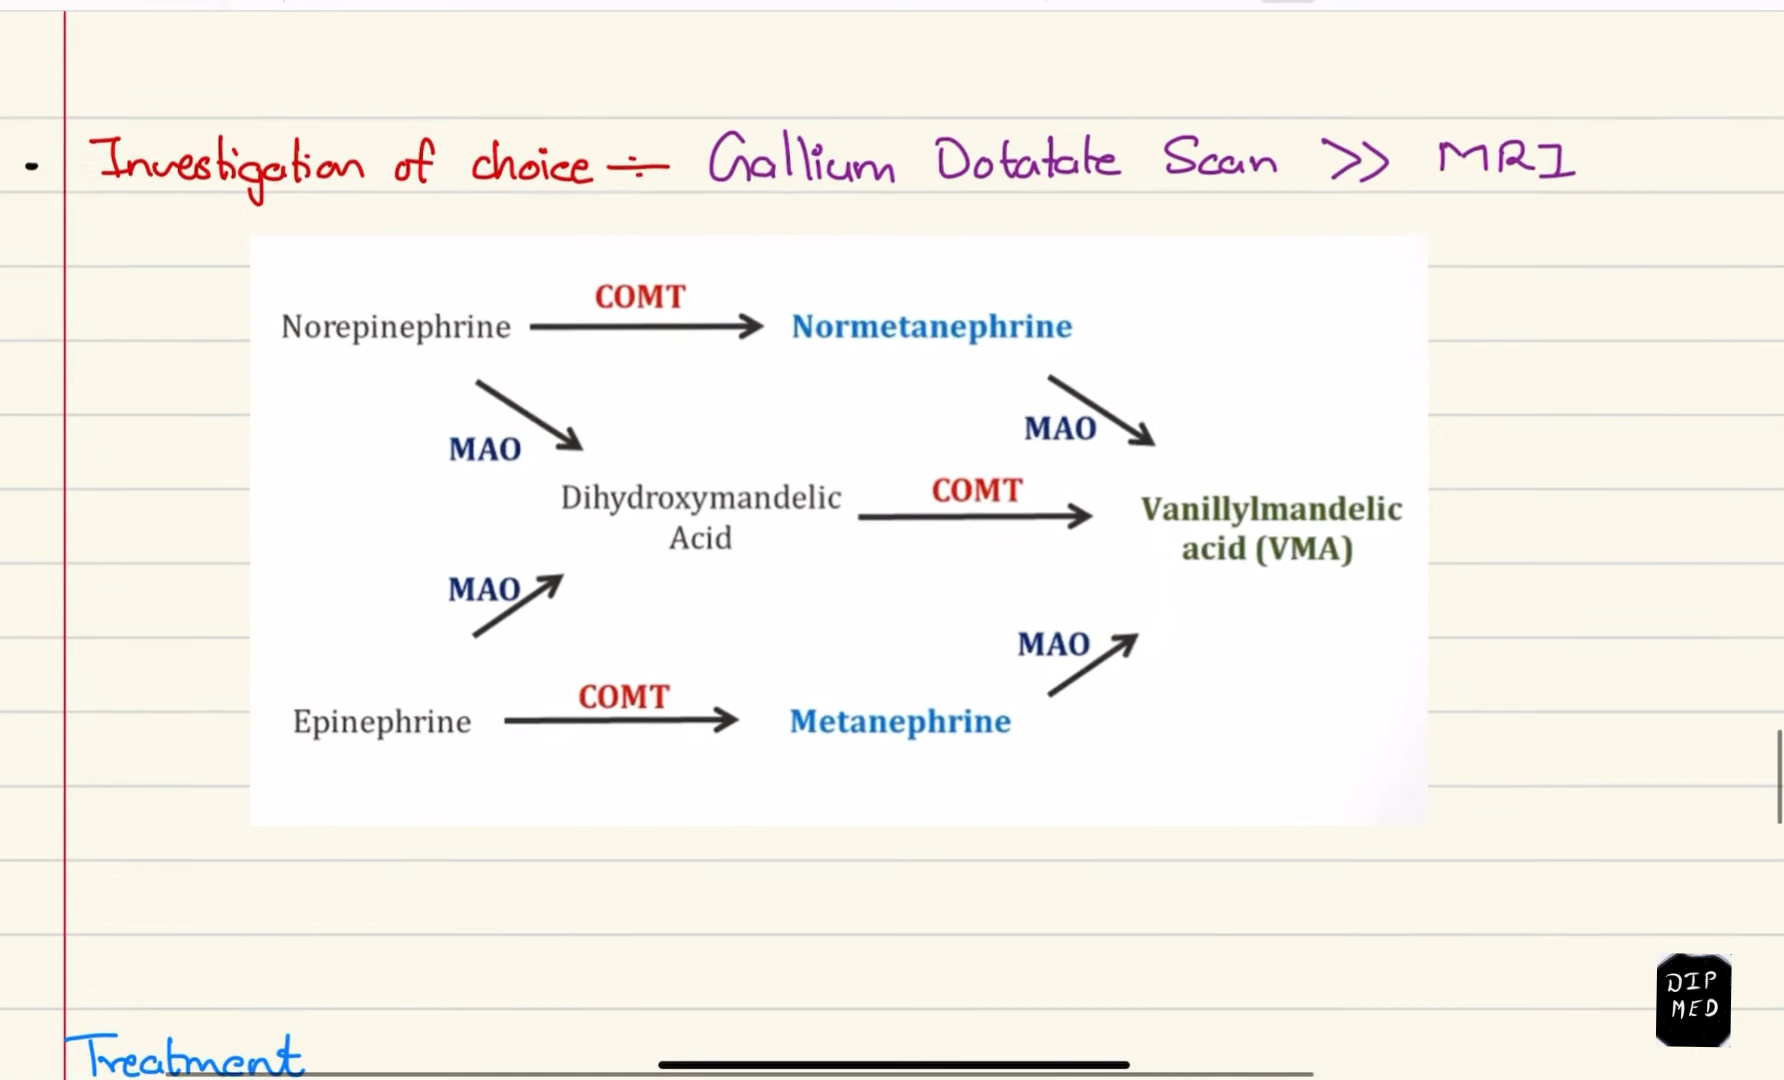 - Investigation of choice ÷ Gallium Dotatate Scan >> MRI
COMT
Norepinephrine Normetanephrine
MAO MAO
Dihydroxymandelic Acid COMT Vanillylmandelic acid (VMA)
MAO MAO
COMT
Epinephrine Metanephrine
DIP
MED
Treatment